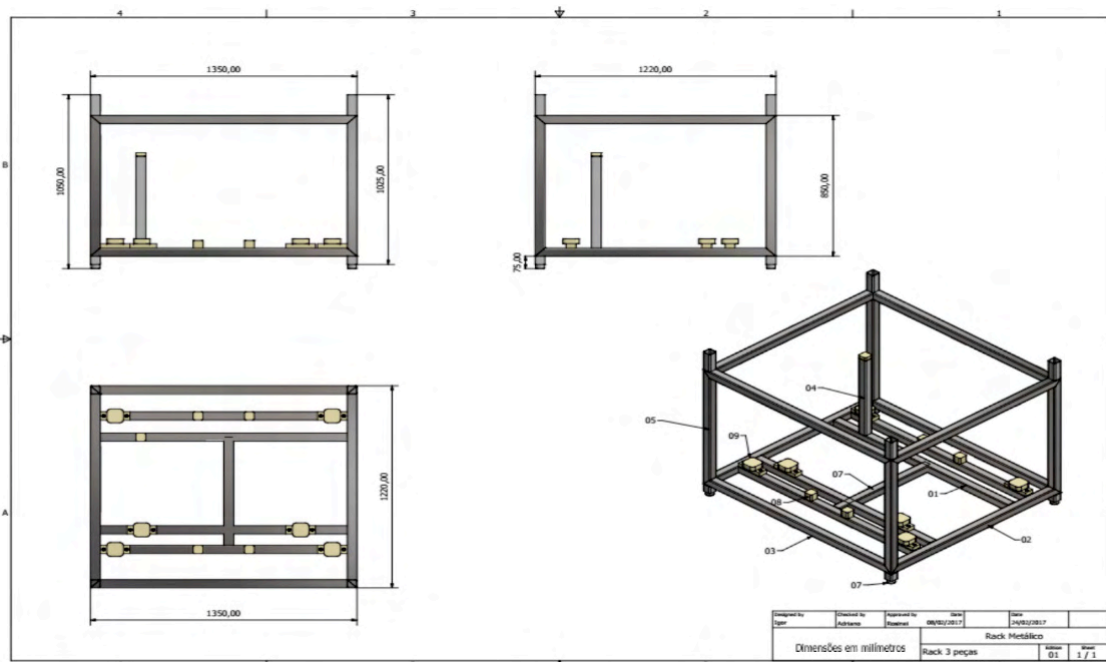 4 3 2 1
1350,00
1220,00
B
1050,00
1025,00
850,00
75,00
1220,00
1350,00
A
04
05
09
07
08
01
03
02
07
Designed by Checked by Approved by Date Date
Igor Adriano Rosinei 08/02/2017 24/02/2017
Dimensões em milímetros
Rack Metálico
Rack 3 peças
Edition Sheet
01 1 / 1